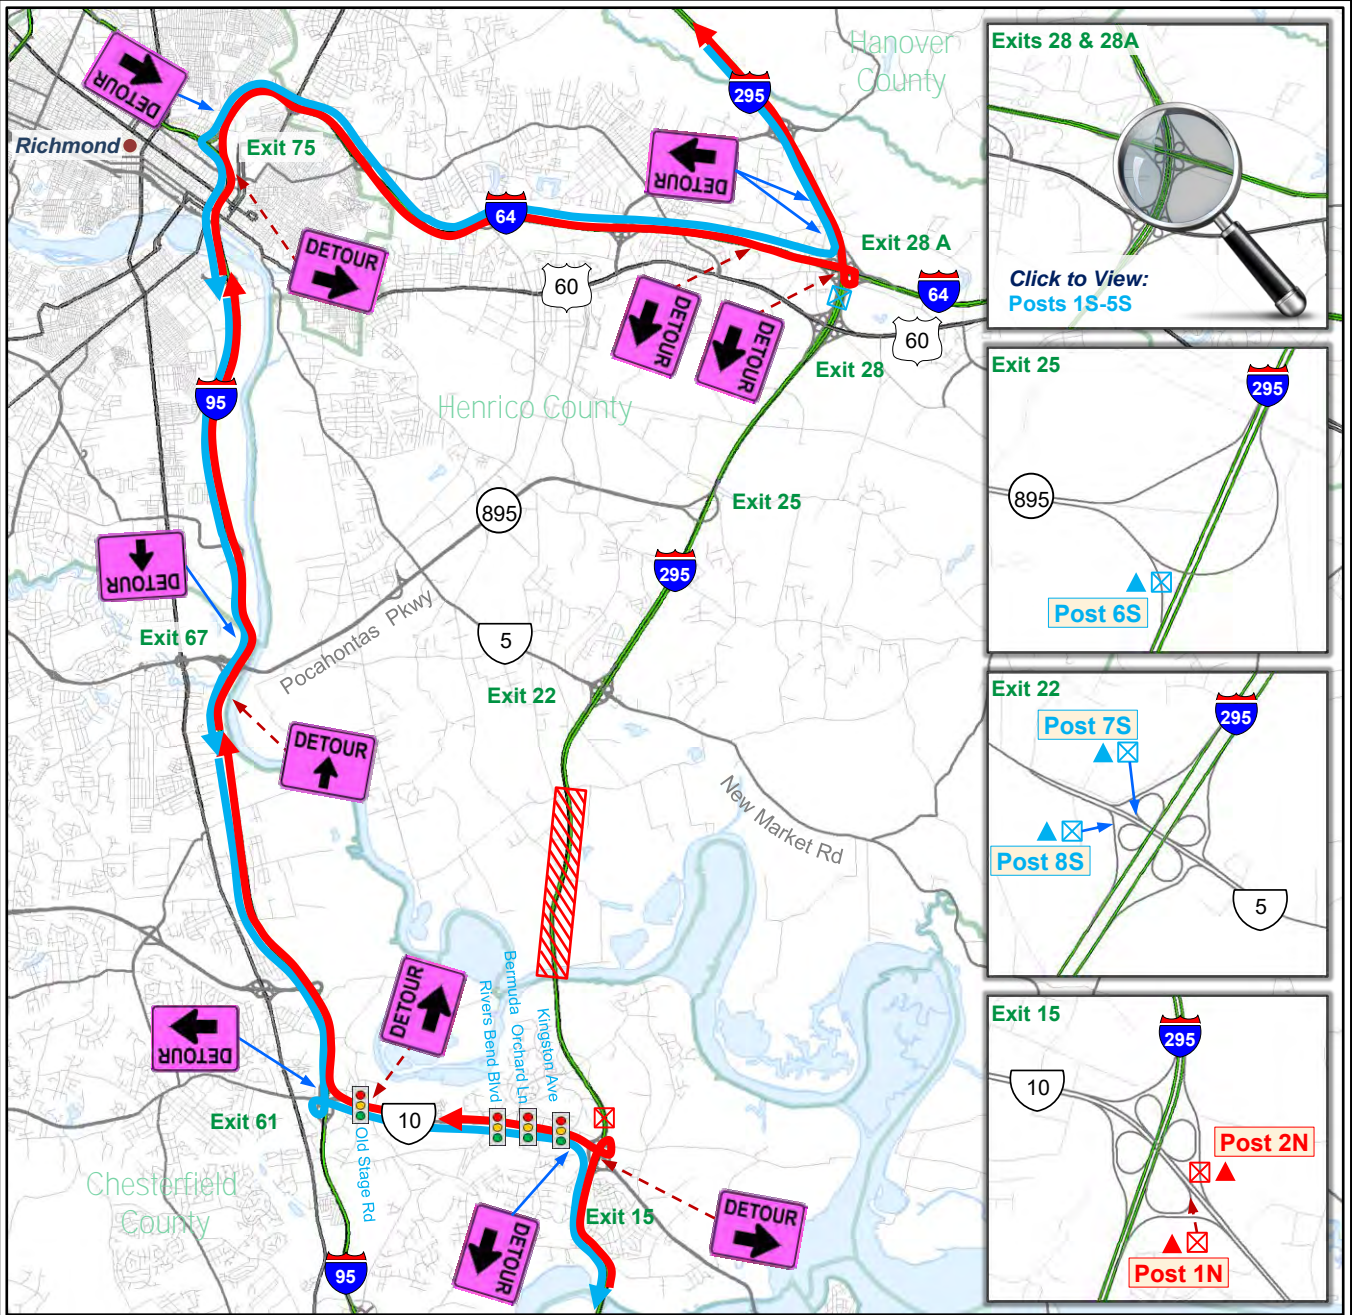 Hanover
County
295
DETOUR
Richmond
Exit 75
DETOUR
64
Exit 28 A
DETOUR
60
64
DETOUR
DETOUR
60
Exit 28
95
Henrico County
Exit 25
895
295
DETOUR
Pocahontas Pkwy
5
Exit 67
Exit 22
DETOUR
New Market Rd
DETOUR
Rivers Bend Blvd
Bermuda Orchard Ln
Kingston Ave
DETOUR
Exit 61
10
Old Stage Rd
Chesterfield
County
DETOUR
Exit 15
DETOUR
95
Exits 28 & 28A
Click to View:
Posts 1S-5S
Exit 25
295
895
Post 6S
Exit 22
295
Post 7S
Post 8S
5
Exit 15
295
10
Post 2N
Post 1N